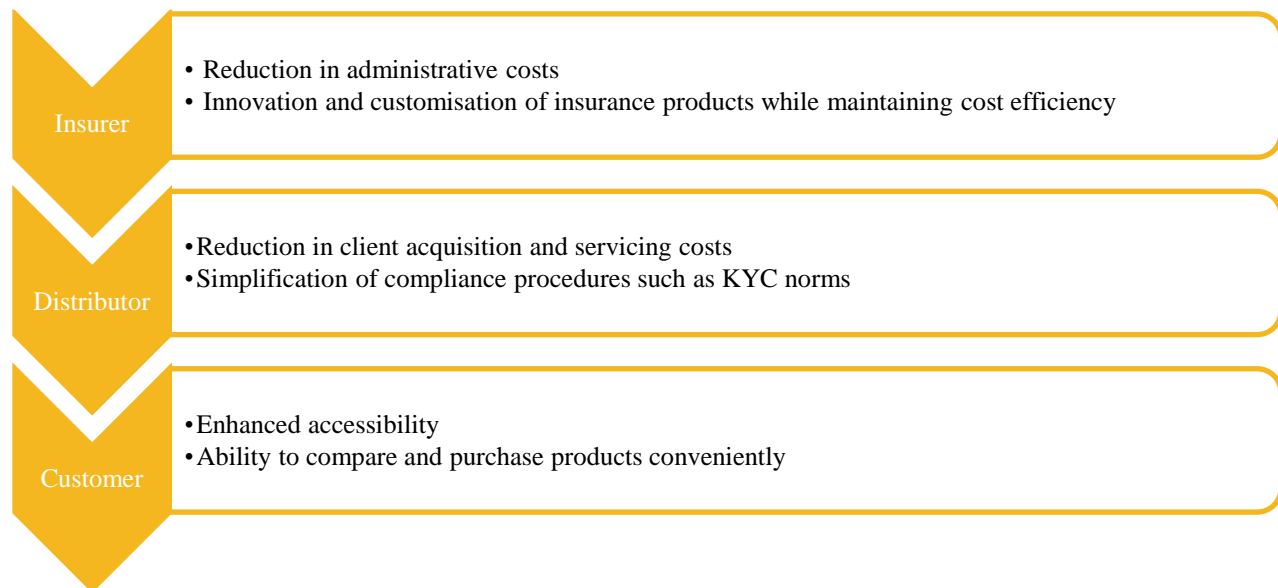 Insurer
• Reduction in administrative costs
• Innovation and customisation of insurance products while maintaining cost efficiency
Distributor
•Reduction in client acquisition and servicing costs
•Simplification of compliance procedures such as KYC norms
Customer
•Enhanced accessibility
•Ability to compare and purchase products conveniently